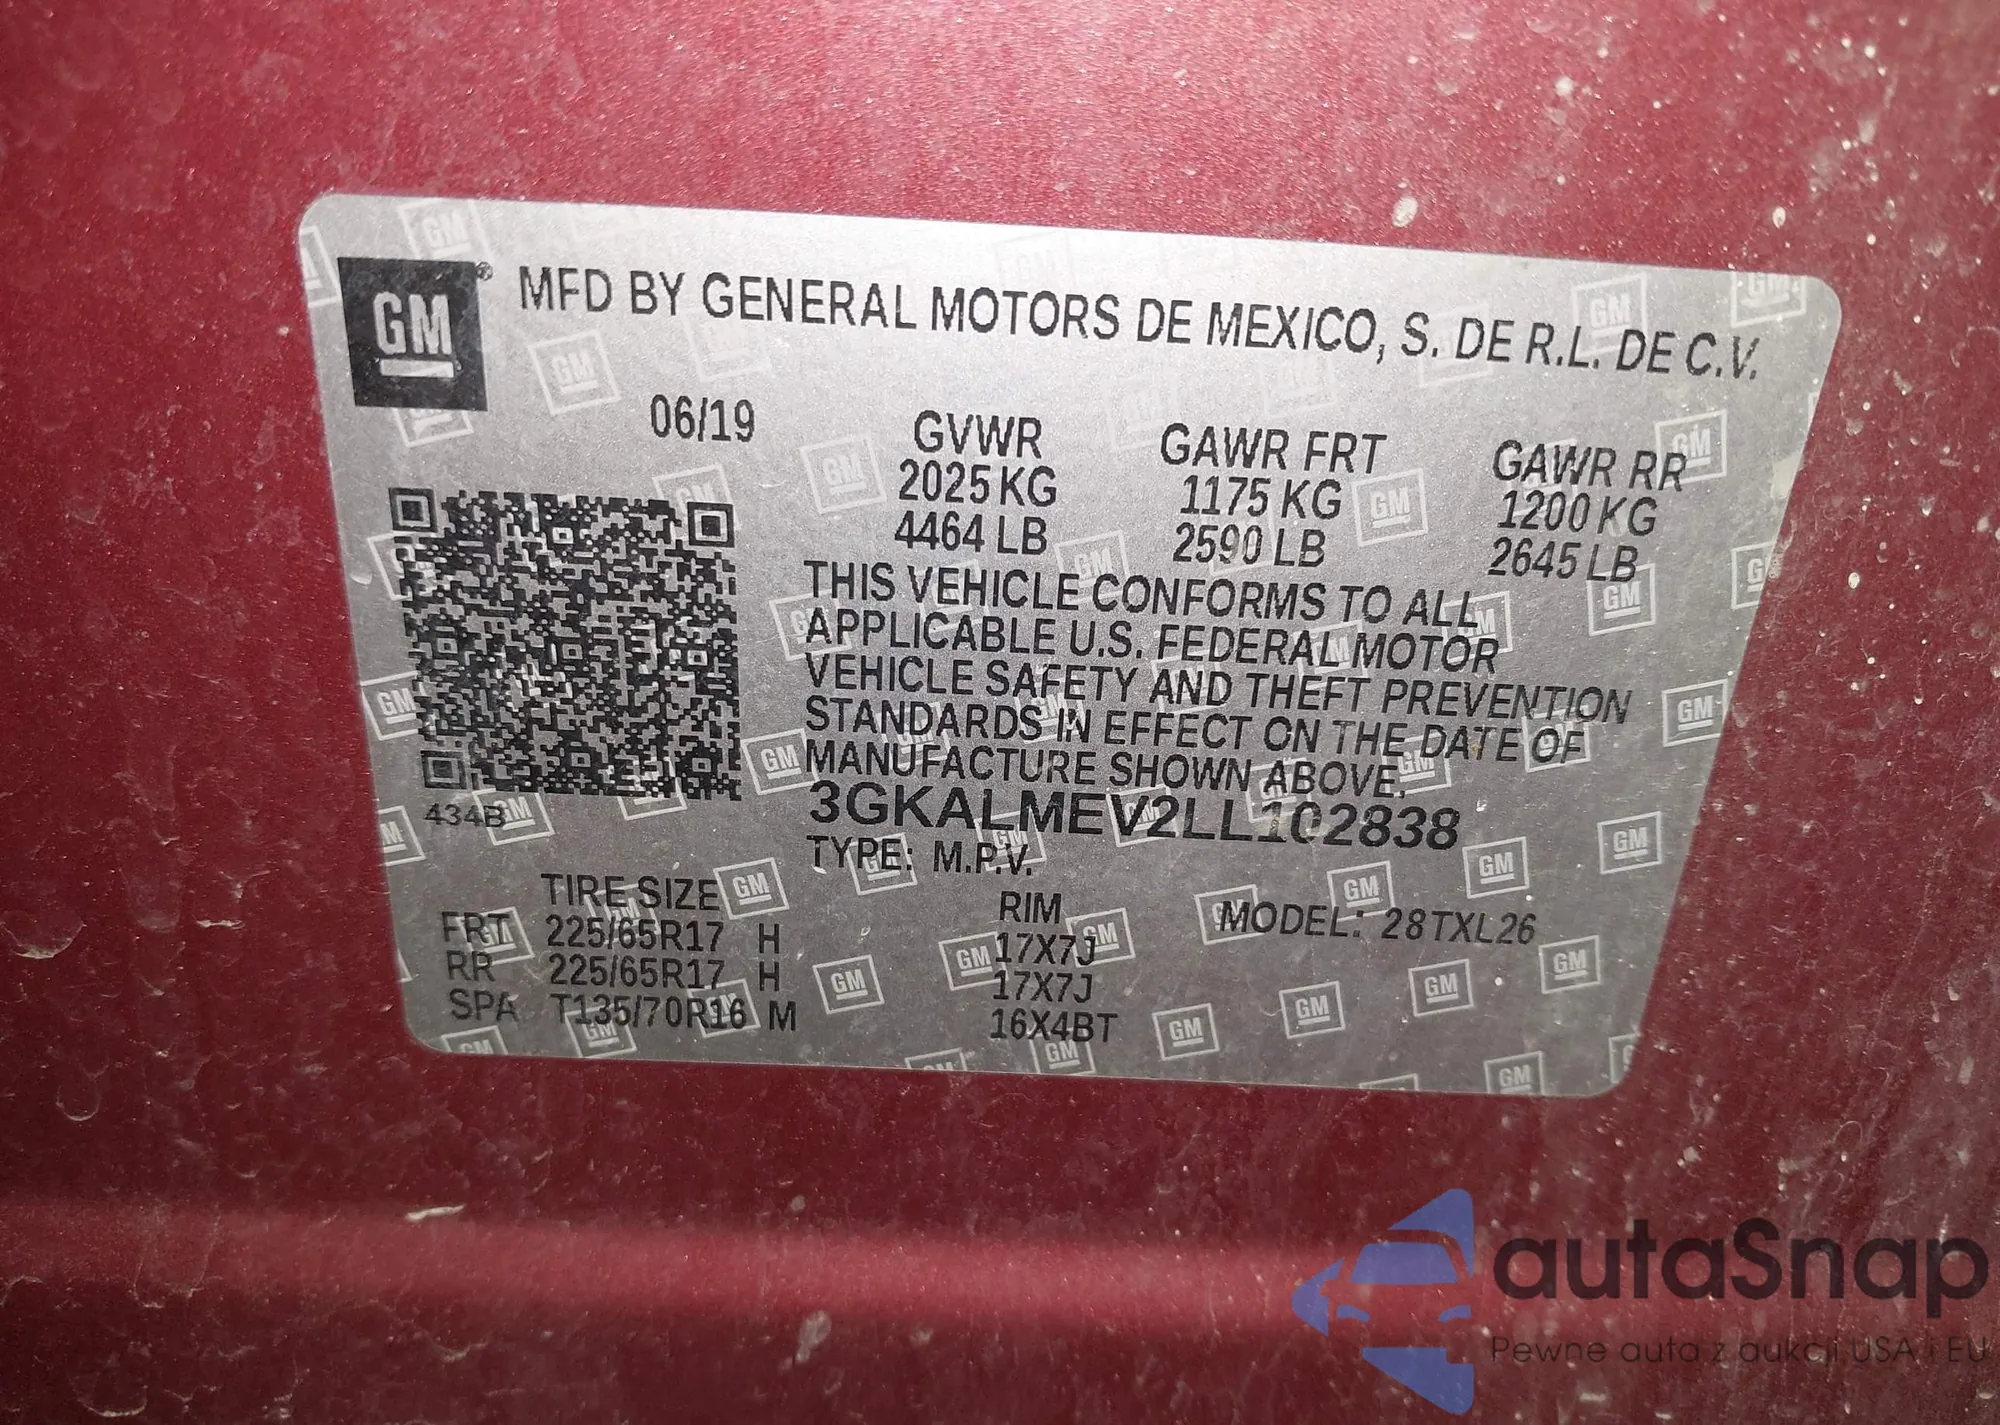 GM® MFD BY GENERAL MOTORS DE MEXICO, S. DE R.L. DE C.V.
06/19 GVWR GAWR FRT GAWR RR
2025 KG 1175 KG 1200 KG
4464 LB 2590 LB 2645 LB
THIS VEHICLE CONFORMS TO ALL
APPLICABLE U.S. FEDERAL MOTOR
VEHICLE SAFETY AND THEFT PREVENTION
STANDARDS IN EFFECT ON THE DATE OF
MANUFACTURE SHOWN ABOVE.
434B 3GKALMEV2LL102838
TYPE: M.P.V.
TIRE SIZE RIM MODEL: 28TXL26
FRT 225/65R17 H 17X7J
RR 225/65R17 H 17X7J
SPA T135/70R16 M 16X4BT
autaSnap
Pewne auta z aukcji USA i EU